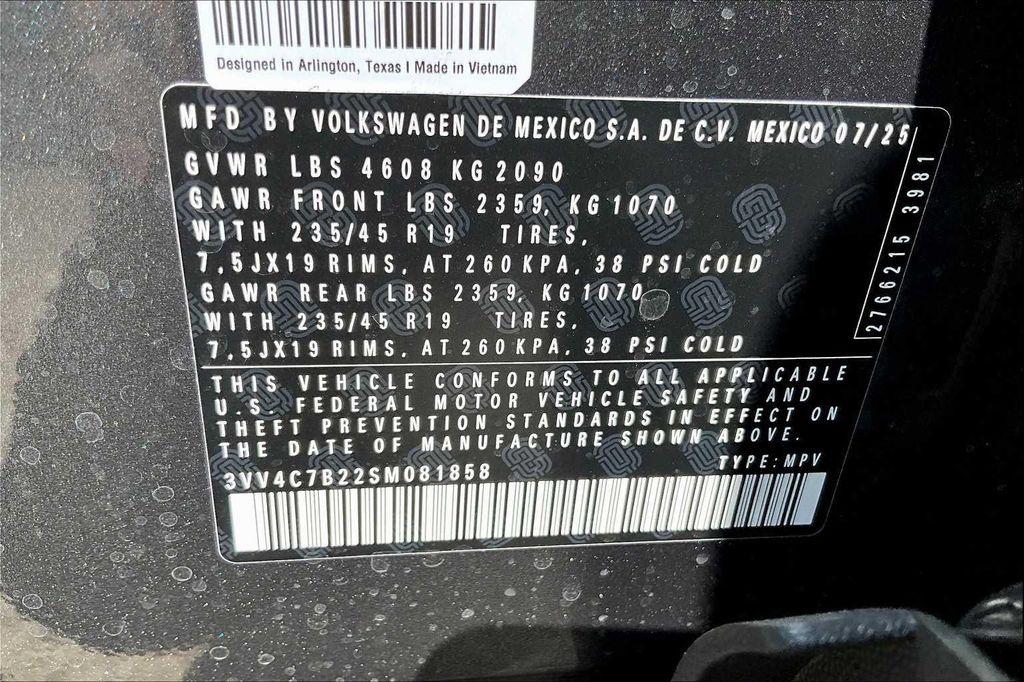 Designed in Arlington, Texas | Made in Vietnam
MFD BY VOLKSWAGEN DE MEXICO S.A. DE C.V. MEXICO 07/25
GVWR LBS 4608 KG 2090
GAWR FRONT LBS 2359, KG 1070
WITH 235/45 R19 TIRES,
7,5JX19 RIMS, AT 260 KPA, 38 PSI COLD
GAWR REAR LBS 2359, KG 1070
WITH 235/45 R19 TIRES,
7,5JX19 RIMS, AT 260 KPA, 38 PSI COLD
2766215 3981
THIS VEHICLE CONFORMS TO ALL APPLICABLE
U.S. FEDERAL MOTOR VEHICLE SAFETY AND
THEFT PREVENTION STANDARDS IN EFFECT ON
THE DATE OF MANUFACTURE SHOWN ABOVE.
3VV4C7B22SM081858 TYPE: MPV